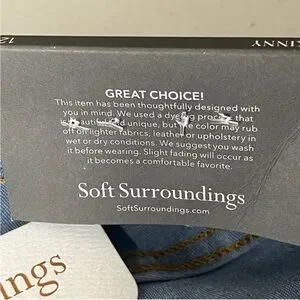 12
SKINNY
GREAT CHOICE!
This item has been thoughtfully designed with
you in mind. We used a dyeing process that
is beautiful and unique, but the color may rub
off on lighter fabrics, leather or upholstery in
wet or dry conditions. We suggest you wash
it before wearing. Slight fading will occur as
it becomes a comfortable favorite.
Soft Surroundings
SoftSurroundings.com
ings